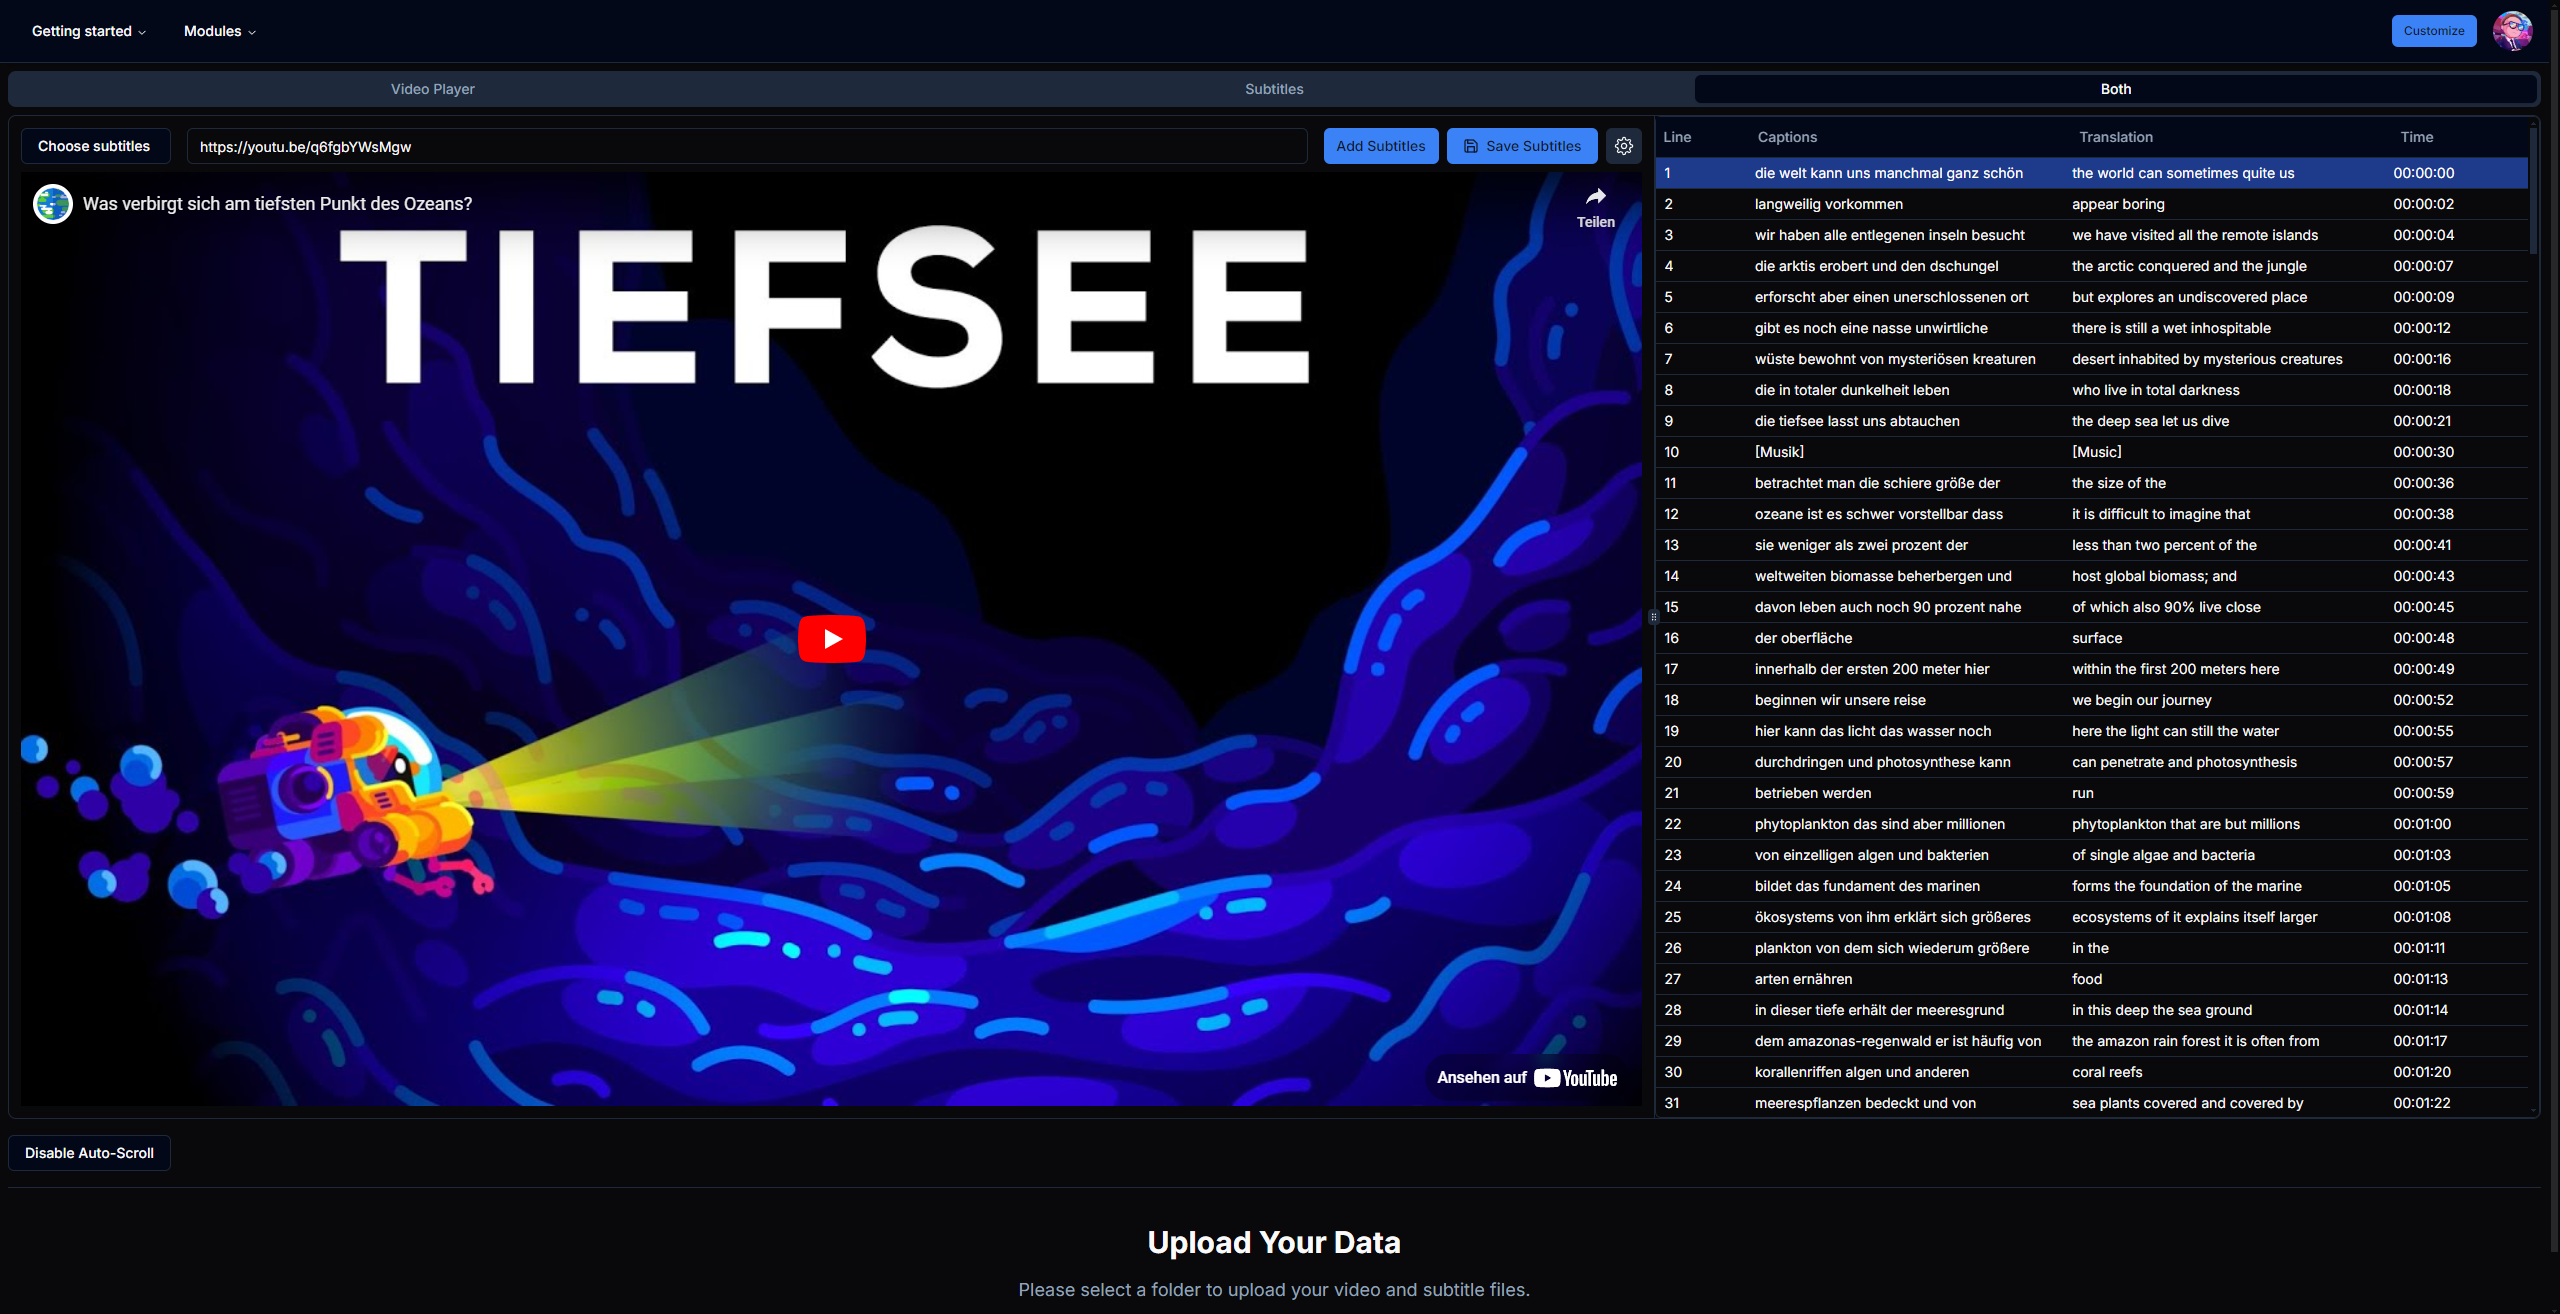 Getting started
Modules
Customize
Video Player
Subtitles
Both
Choose subtitles
https://youtu.be/q6fgbYWsMgw
Add Subtitles
Save Subtitles
Was verbirgt sich am tiefsten Punkt des Ozeans?
Teilen
TIEFSEE
Ansehen auf YouTube
Line Captions Translation Time
1 die welt kann uns manchmal ganz schön the world can sometimes quite us 00:00:00
2 langweilig vorkommen appear boring 00:00:02
3 wir haben alle entlegenen inseln besucht we have visited all the remote islands 00:00:04
4 die arktis erobert und den dschungel the arctic conquered and the jungle 00:00:07
5 erforscht aber einen unerschlossenen ort but explores an undiscovered place 00:00:09
6 gibt es noch eine nasse unwirtliche there is still a wet inhospitable 00:00:12
7 wüste bewohnt von mysteriösen kreaturen desert inhabited by mysterious creatures 00:00:16
8 die in totaler dunkelheit leben who live in total darkness 00:00:18
9 die tiefsee lasst uns abtauchen the deep sea let us dive 00:00:21
10 [Musik] [Music] 00:00:30
11 betrachtet man die schiere größe der the size of the 00:00:36
12 ozeane ist es schwer vorstellbar dass it is difficult to imagine that 00:00:38
13 sie weniger als zwei prozent der less than two percent of the 00:00:41
14 weltweiten biomasse beherbergen und host global biomass; and 00:00:43
15 davon leben auch noch 90 prozent nahe of which also 90% live close 00:00:45
16 der oberfläche surface 00:00:48
17 innerhalb der ersten 200 meter hier within the first 200 meters here 00:00:49
18 beginnen wir unsere reise we begin our journey 00:00:52
19 hier kann das licht das wasser noch here the light can still the water 00:00:55
20 durchdringen und photosynthese kann can penetrate and photosynthesis 00:00:57
21 betrieben werden run 00:00:59
22 phytoplankton das sind aber millionen phytoplankton that are but millions 00:01:00
23 von einzelligen algen und bakterien of single algae and bacteria 00:01:03
24 bildet das fundament des marinen forms the foundation of the marine 00:01:05
25 ökosystems von ihm erklärt sich größeres ecosystems of it explains itself larger 00:01:08
26 plankton von dem sich wiederum größere in the 00:01:11
27 arten ernähren food 00:01:13
28 in dieser tiefe erhält der meeresgrund in this deep the sea ground 00:01:14
29 dem amazonas-regenwald er ist häufig von the amazon rain forest it is often from 00:01:17
30 korallenriffen algen und anderen coral reefs 00:01:20
31 meerespflanzen bedeckt und von sea plants covered and covered by 00:01:22
Disable Auto-Scroll
Upload Your Data
Please select a folder to upload your video and subtitle files.